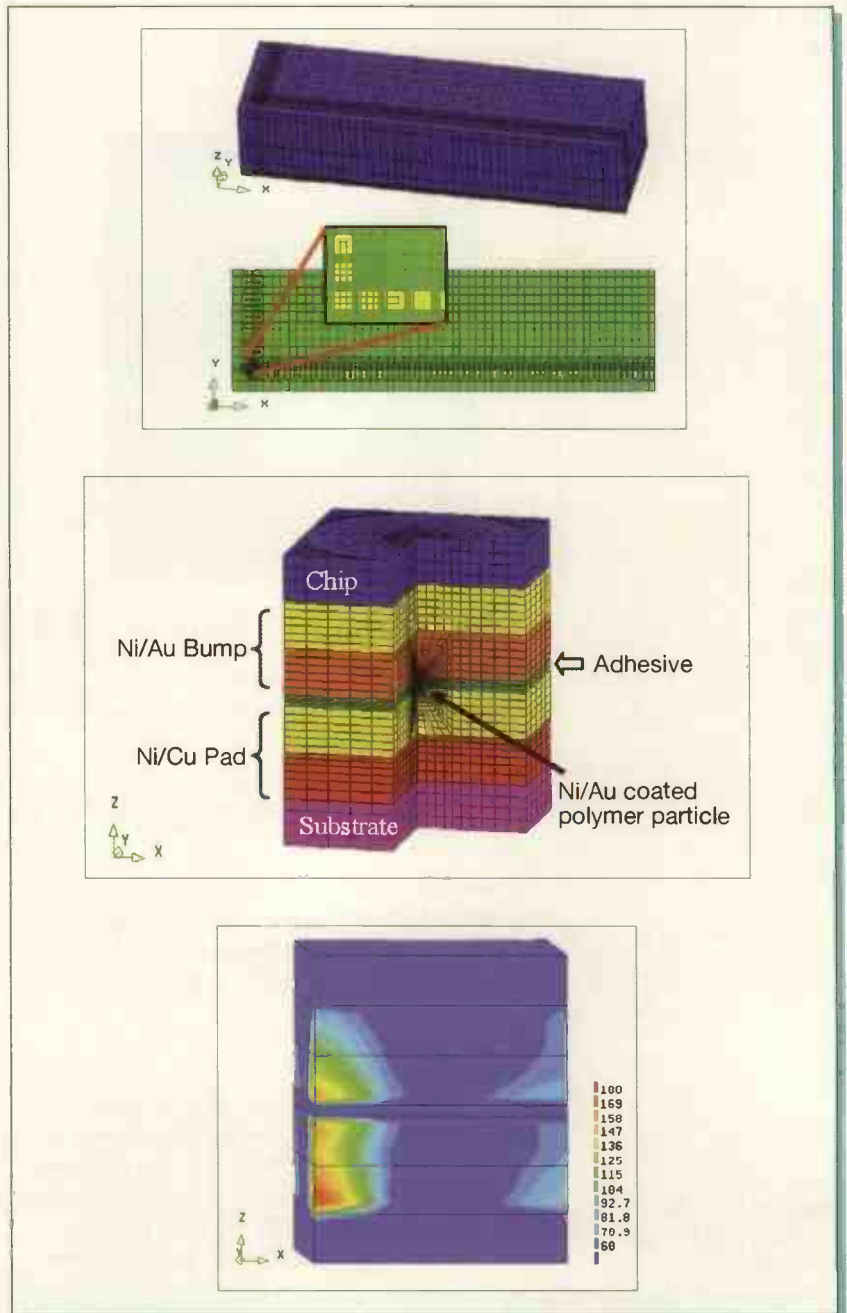 Z Y
X
Y
X
Chip
Ni/Au Bump
Adhesive
Ni/Cu Pad
Ni/Au coated
polymer particle
Substrate
Z
Y
X
180
169
158
147
136
125
115
104
92.7
81.8
70.9
60
Z
X